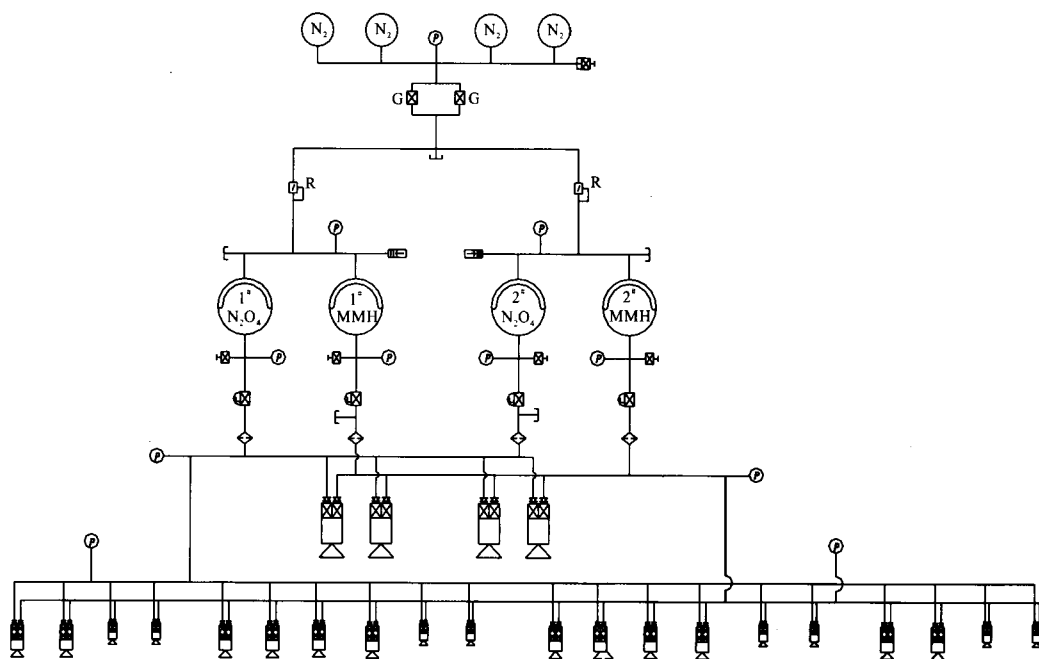 N₂ N₂ N₂ N₂
P
G G
R R
P P
1# 1# 2# 2#
N₂O₄ MMH N₂O₄ MMH
P P P P
P P
P P